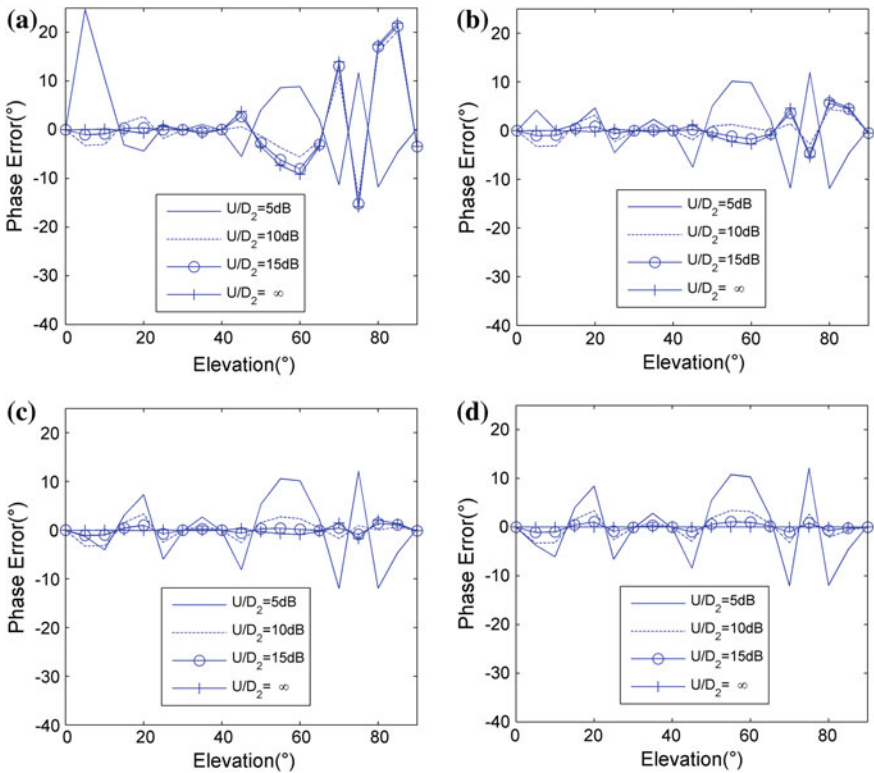 (a)
20
10
0
-10
-20
-30
-40
Phase Error(°)
U/D2=5dB
U/D2=10dB
U/D2=15dB
U/D2= ∞
0 20 40 60 80
Elevation(°)
(b)
20
10
0
-10
-20
-30
-40
Phase Error(°)
U/D2=5dB
U/D2=10dB
U/D2=15dB
U/D2= ∞
0 20 40 60 80
Elevation(°)
(c)
20
10
0
-10
-20
-30
-40
Phase Error(°)
U/D2=5dB
U/D2=10dB
U/D2=15dB
U/D2= ∞
0 20 40 60 80
Elevation(°)
(d)
20
10
0
-10
-20
-30
-40
Phase Error(°)
U/D2=5dB
U/D2=10dB
U/D2=15dB
U/D2= ∞
0 20 40 60 80
Elevation(°)